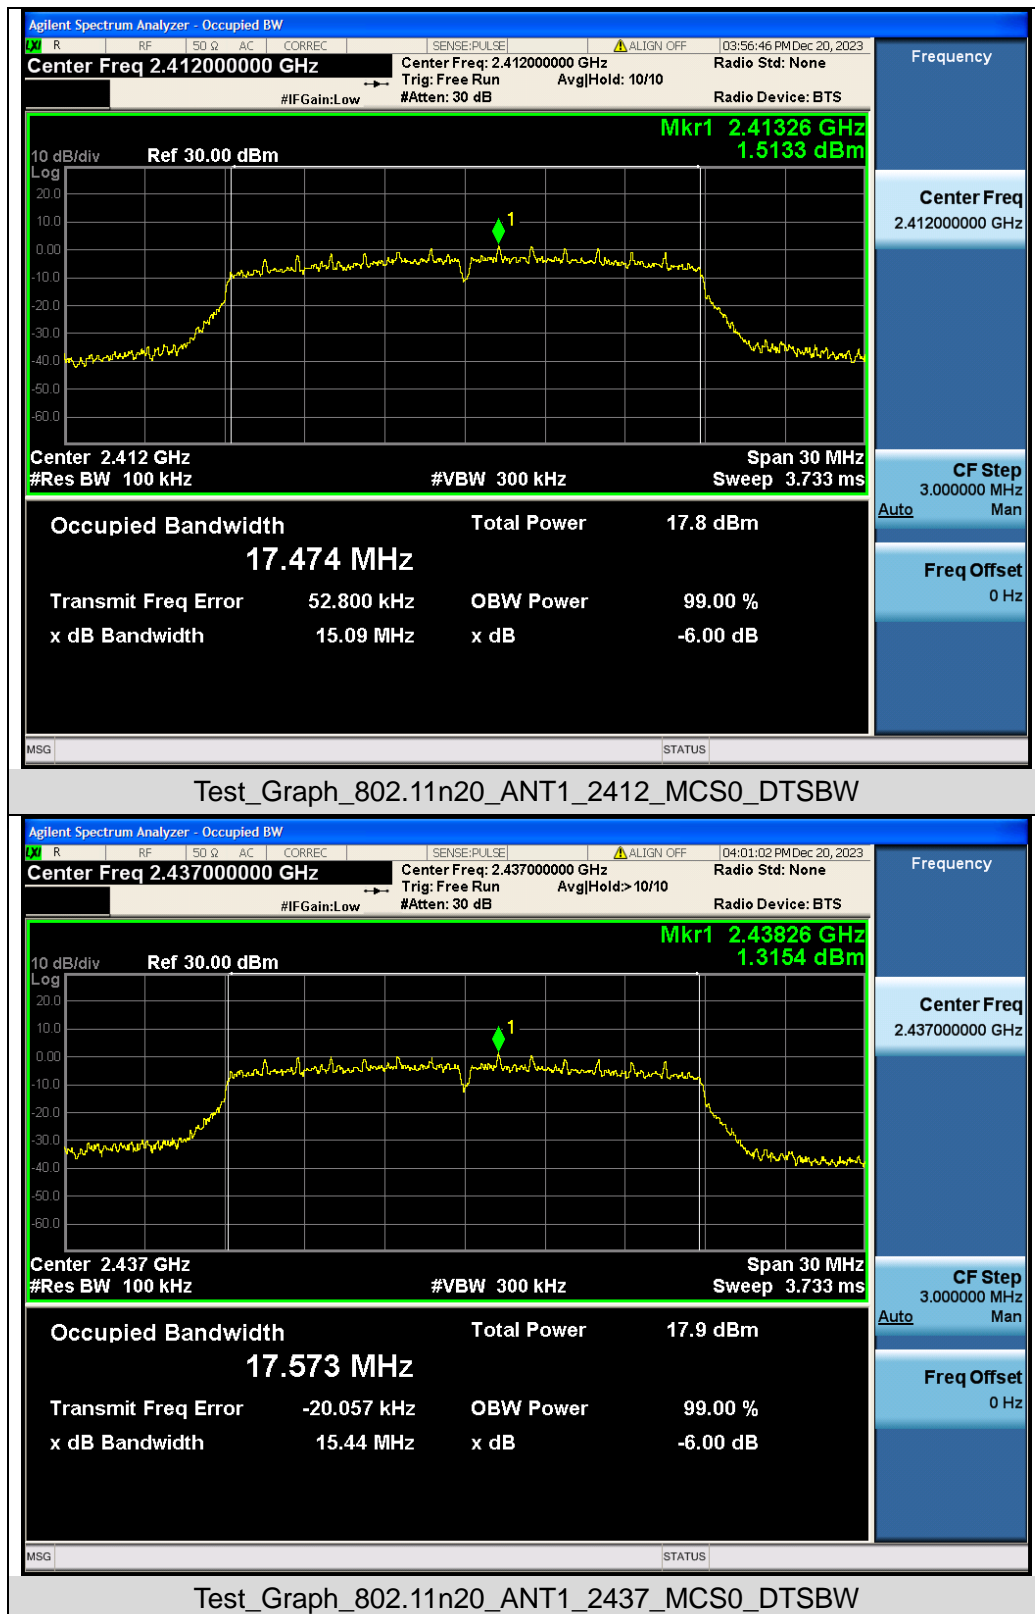 Agilent Spectrum Analyzer - Occupied BW
LXI R RF 50 Ω AC CORREC SENSE:PULSE ALIGN OFF 03:56:46 PM Dec 20, 2023
Center Freq 2.412000000 GHz
Center Freq: 2.412000000 GHz Radio Std: None
Trig: Free Run Avg|Hold: 10/10
#IFGain:Low #Atten: 30 dB Radio Device: BTS
Frequency
Mkr1 2.41326 GHz
1.5133 dBm
10 dB/div Ref 30.00 dBm
Log
20.0
10.0
0.00
-10.0
-20.0
-30.0
-40.0
-50.0
-60.0
1
Center Freq
2.412000000 GHz
Center 2.412 GHz Span 30 MHz
#Res BW 100 kHz #VBW 300 kHz Sweep 3.733 ms
CF Step
3.000000 MHz
Auto Man
Occupied Bandwidth Total Power 17.8 dBm
17.474 MHz
Freq Offset
0 Hz
Transmit Freq Error 52.800 kHz OBW Power 99.00 %
x dB Bandwidth 15.09 MHz x dB -6.00 dB
MSG STATUS
Test_Graph_802.11n20_ANT1_2412_MCS0_DTSBW
Agilent Spectrum Analyzer - Occupied BW
LXI R RF 50 Ω AC CORREC SENSE:PULSE ALIGN OFF 04:01:02 PM Dec 20, 2023
Center Freq 2.437000000 GHz
Center Freq: 2.437000000 GHz Radio Std: None
Trig: Free Run Avg|Hold:> 10/10
#IFGain:Low #Atten: 30 dB Radio Device: BTS
Frequency
Mkr1 2.43826 GHz
1.3154 dBm
10 dB/div Ref 30.00 dBm
Log
20.0
10.0
0.00
-10.0
-20.0
-30.0
-40.0
-50.0
-60.0
1
Center Freq
2.437000000 GHz
Center 2.437 GHz Span 30 MHz
#Res BW 100 kHz #VBW 300 kHz Sweep 3.733 ms
CF Step
3.000000 MHz
Auto Man
Occupied Bandwidth Total Power 17.9 dBm
17.573 MHz
Freq Offset
0 Hz
Transmit Freq Error -20.057 kHz OBW Power 99.00 %
x dB Bandwidth 15.44 MHz x dB -6.00 dB
MSG STATUS
Test_Graph_802.11n20_ANT1_2437_MCS0_DTSBW